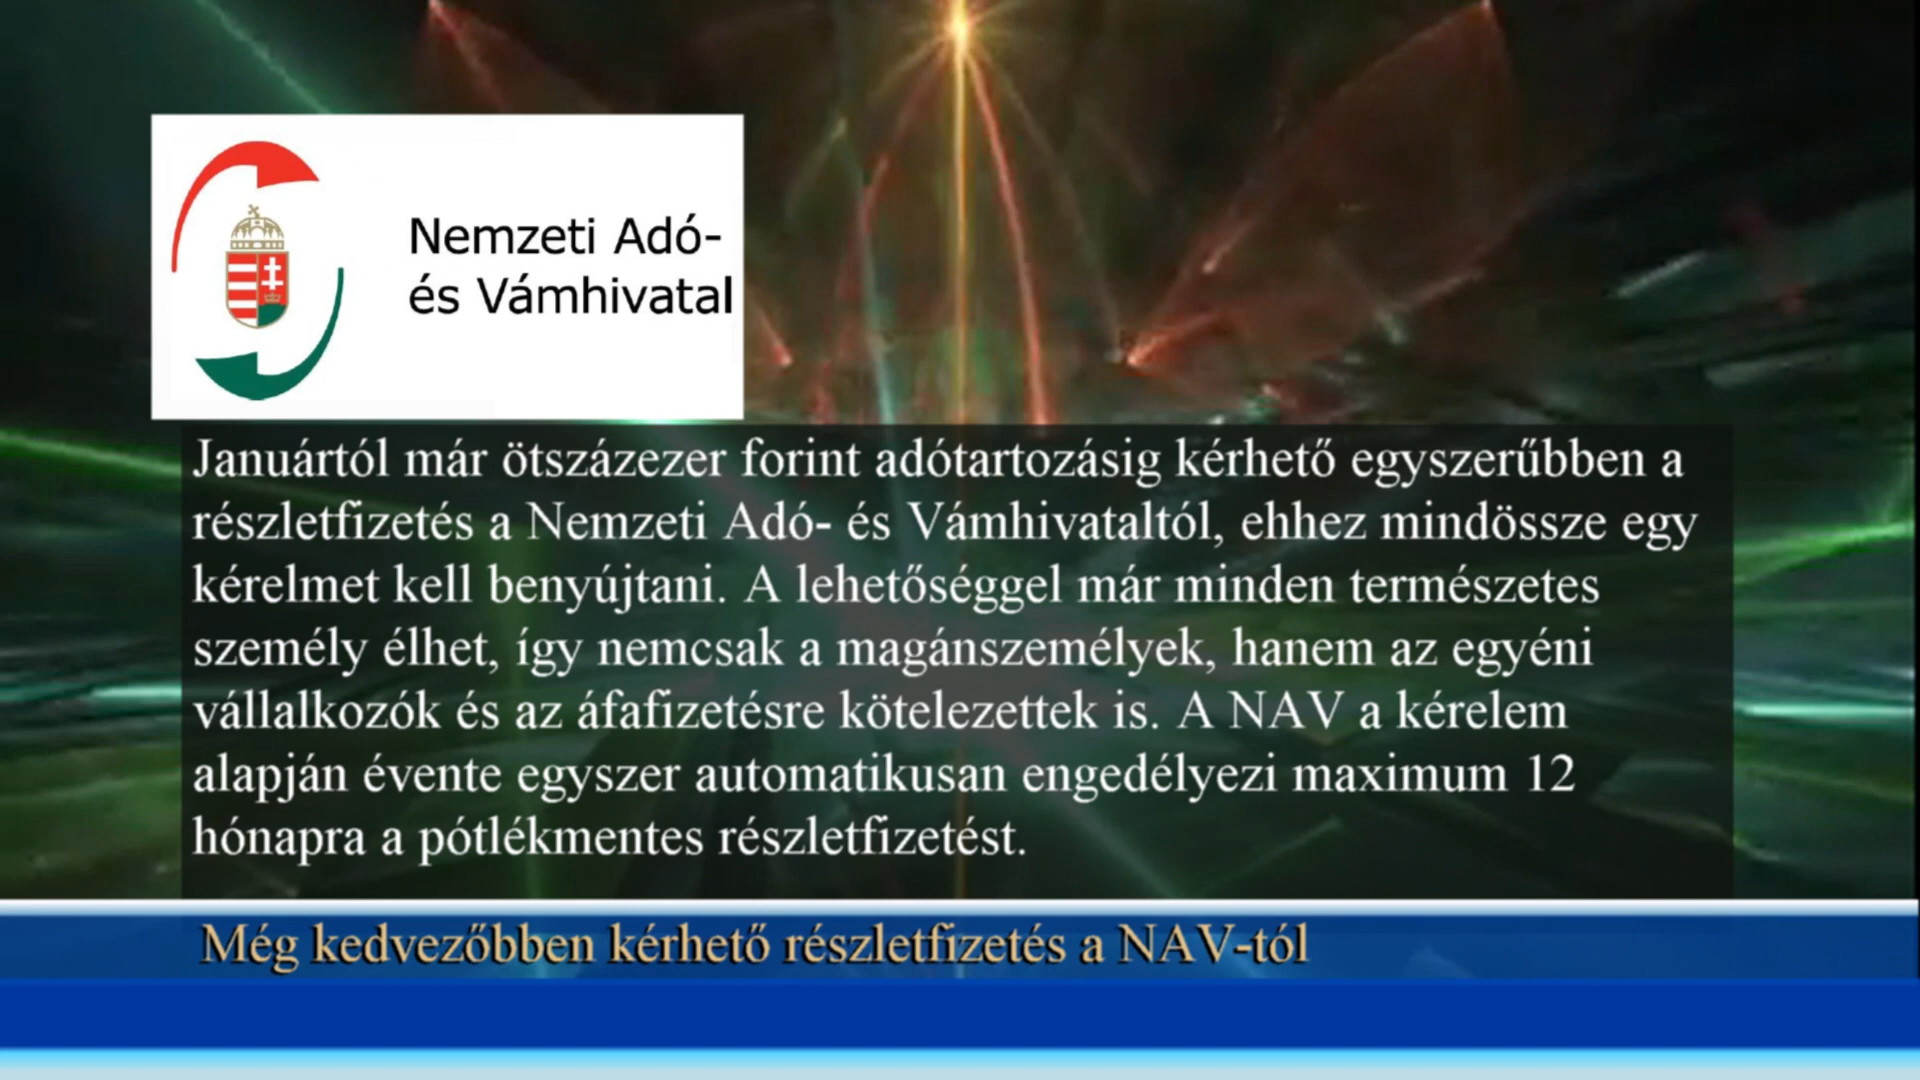 Nemzeti Adó-
és Vámhivatal
Januártól már ötszázezer forint adótartozásig kérhető egyszerűbben a
részletfizetés a Nemzeti Adó- és Vámhivataltól, ehhez mindössze egy
kérelmet kell benyújtani. A lehetőséggel már minden természetes
személy élhet, így nemcsak a magánszemélyek, hanem az egyéni
vállalkozók és az áfafizetésre kötelezettek is. A NAV a kérelem
alapján évente egyszer automatikusan engedélyezi maximum 12
hónapra a pótlékmentes részletfizetést.
Még kedvezőbben kérhető részletfizetés a NAV-tól